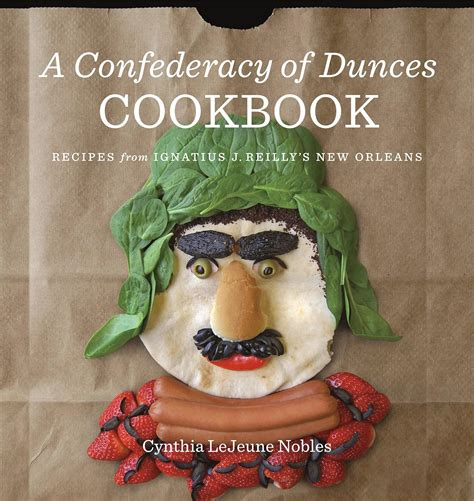 A Confederacy of Dunces
COOKBOOK
RECIPES from IGNATIUS J. REILLY'S NEW ORLEANS
Cynthia LeJeune Nobles